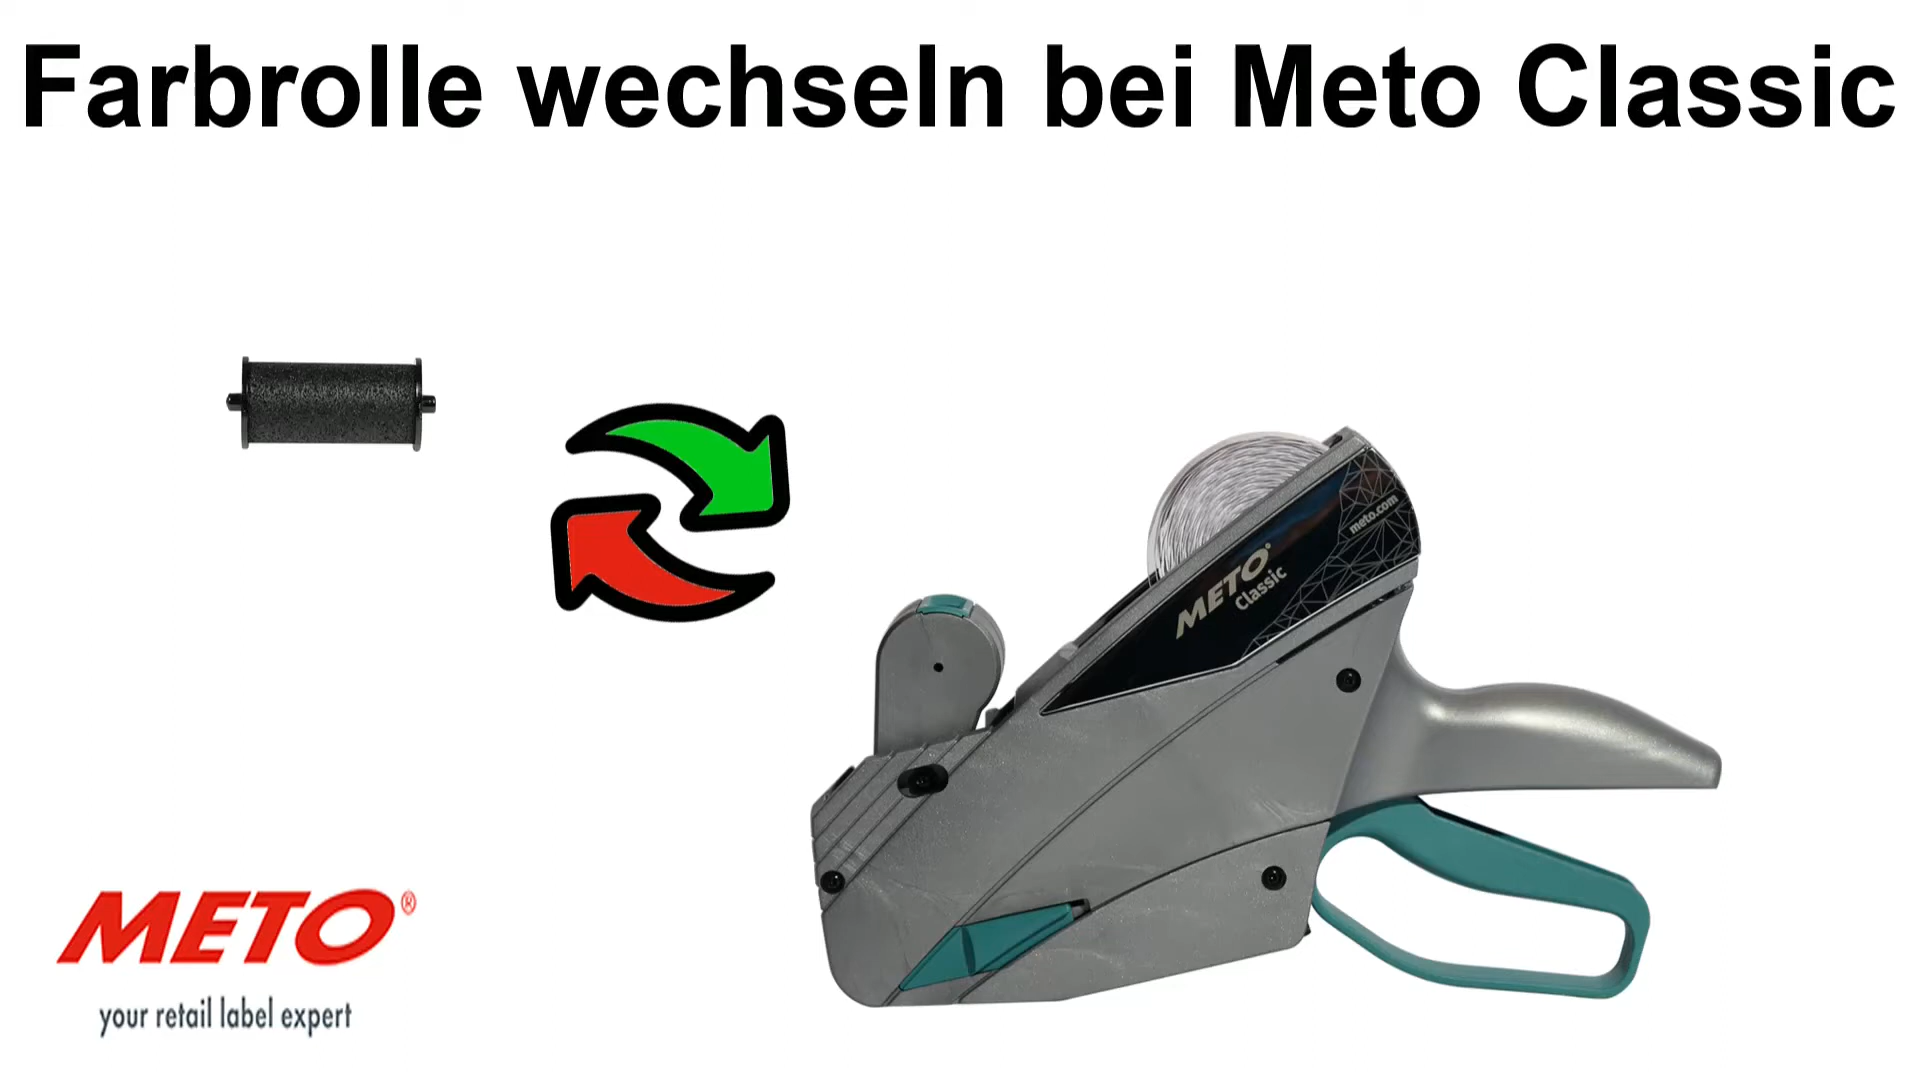 Farbrolle wechseln bei Meto Classic
meto.com
METO®
Classic
METO®
your retail label expert